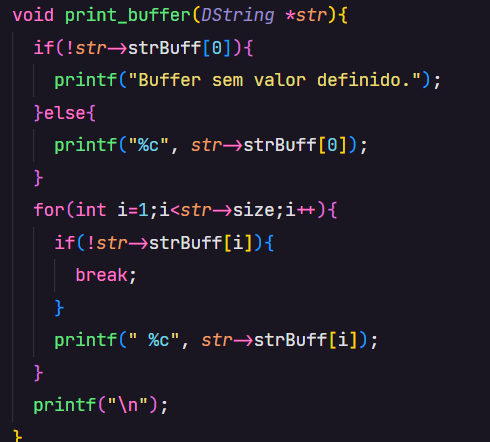 void print_buffer(DString *str){
  if(!str->strBuff[0]){
    printf("Buffer sem valor definido.");
  }else{
    printf("%c", str->strBuff[0]);
  }
  for(int i=1;i<str->size;i++){
    if(!str->strBuff[i]){
      break;
    }
    printf(" %c", str->strBuff[i]);
  }
  printf("\n");
}